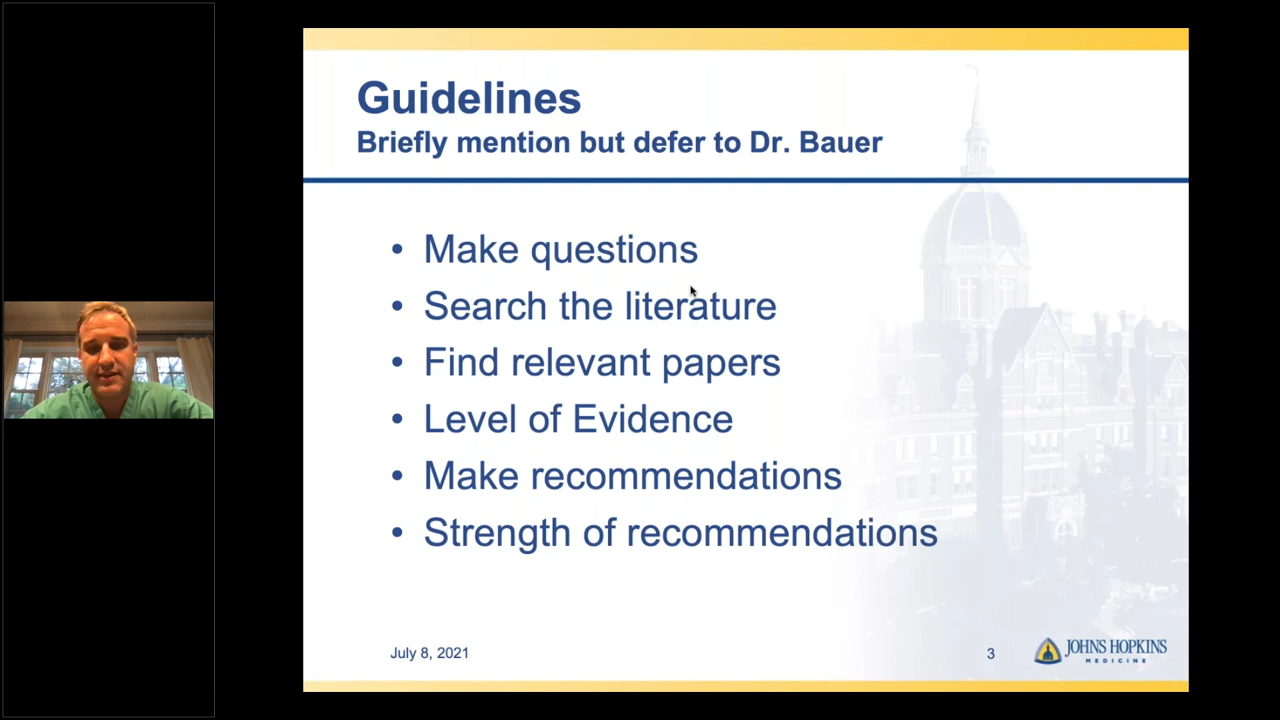 Guidelines
Briefly mention but defer to Dr. Bauer
• Make questions
• Search the literature
• Find relevant papers
• Level of Evidence
• Make recommendations
• Strength of recommendations
July 8, 2021
3
JOHNS HOPKINS
MEDICINE